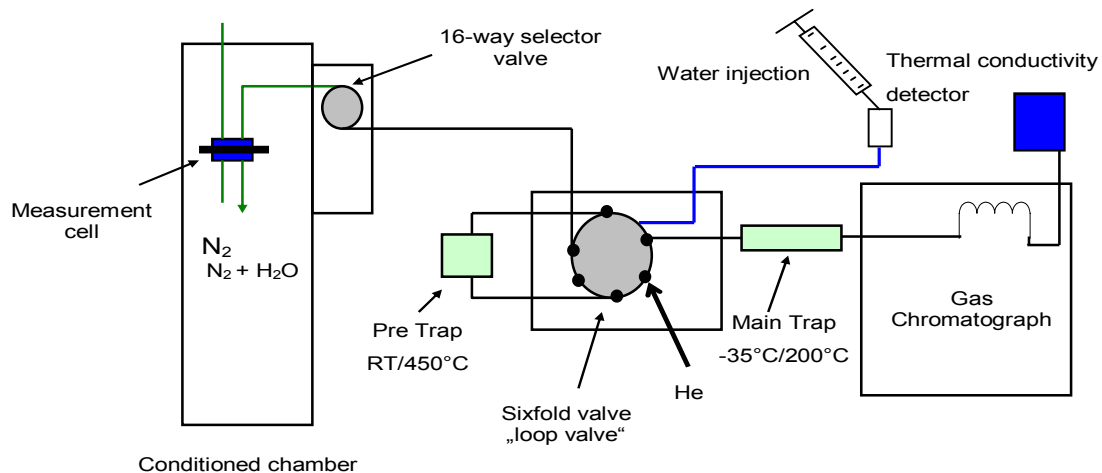 16-way selector
valve
Water injection
Thermal conductivity
detector
Measurement
cell
N₂
N₂ + H₂O
Pre Trap
RT/450°C
Main Trap
-35°C/200°C
Gas
Chromatograph
He
Sixfold valve
„loop valve“
Conditioned chamber